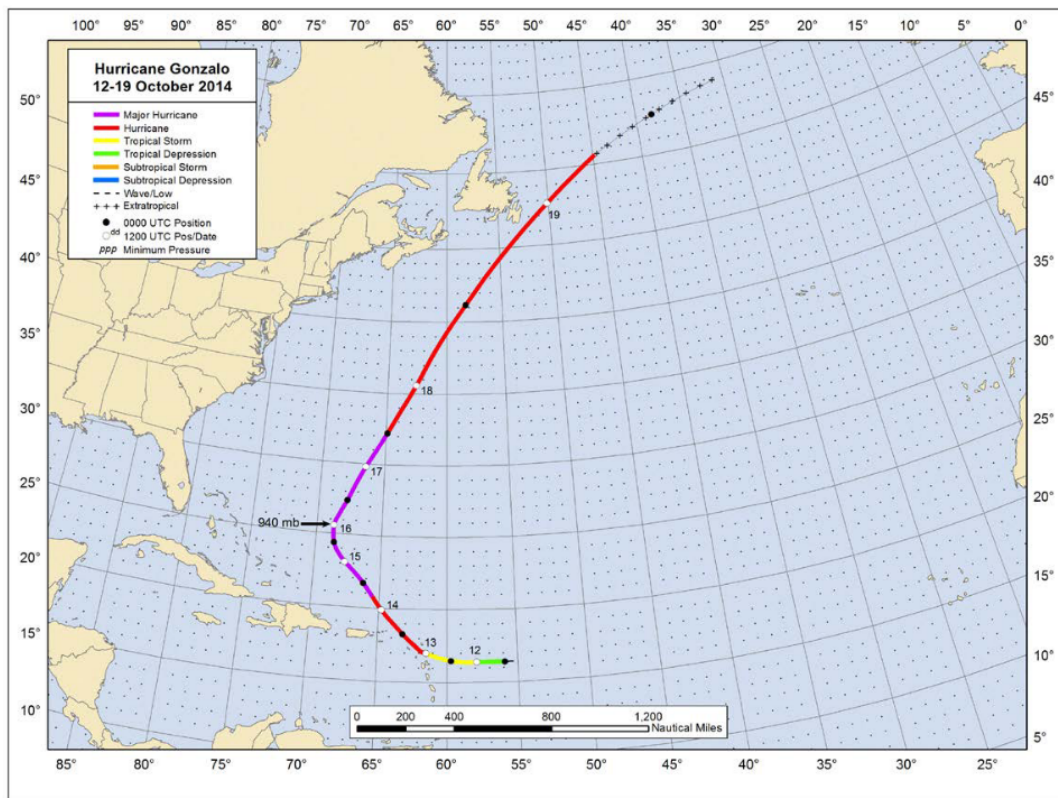 100° 95° 90° 85° 80° 75° 70° 65° 60° 55° 50° 45° 40° 35° 30° 25° 20° 15° 10° 5° 0°
Hurricane Gonzalo
12-19 October 2014
Major Hurricane
Hurricane
Tropical Storm
Tropical Depression
Subtropical Storm
Subtropical Depression
Wave/Low
Extratropical
0000 UTC Position
dd 1200 UTC Pos/Date
ppp Minimum Pressure
50°
45°
40°
35°
30°
25°
20°
15°
10°
45°
40°
35°
30°
25°
20°
15°
10°
5°
19
18
17
940 mb
16
15
14
13
12
0 200 400 800 1,200
Nautical Miles
85° 80° 75° 70° 65° 60° 55° 50° 45° 40° 35° 30° 25°